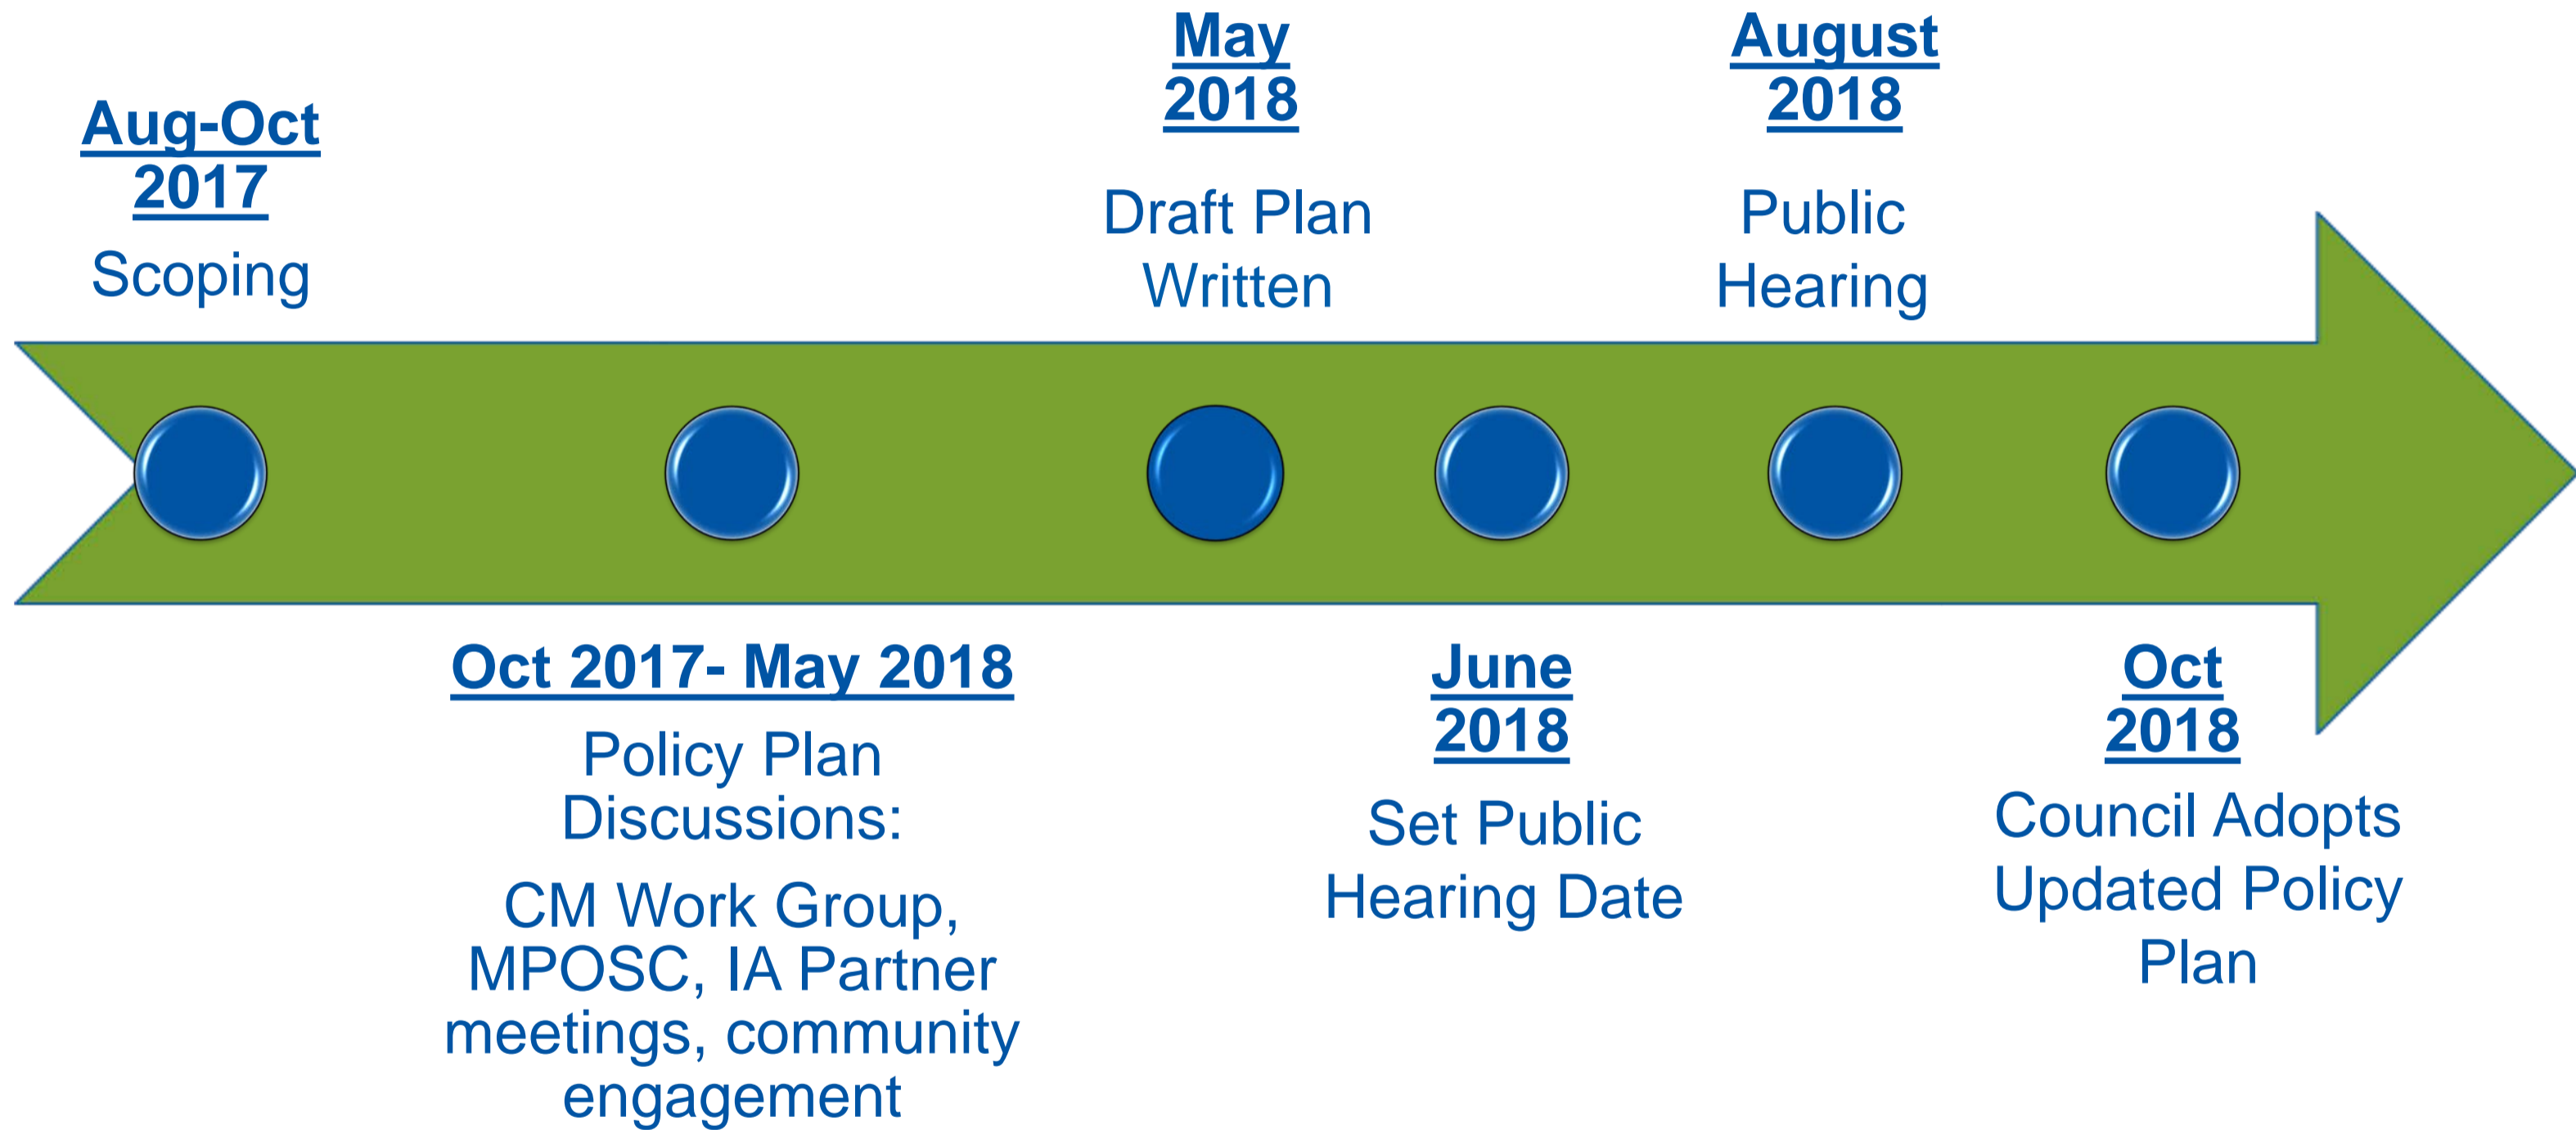 Aug-Oct
2017
Scoping
Oct 2017- May 2018
Policy Plan
Discussions:
CM Work Group,
MPOSC, IA Partner
meetings, community
engagement
May
2018
Draft Plan
Written
June
2018
Set Public
Hearing Date
August
2018
Public
Hearing
Oct
2018
Council Adopts
Updated Policy
Plan